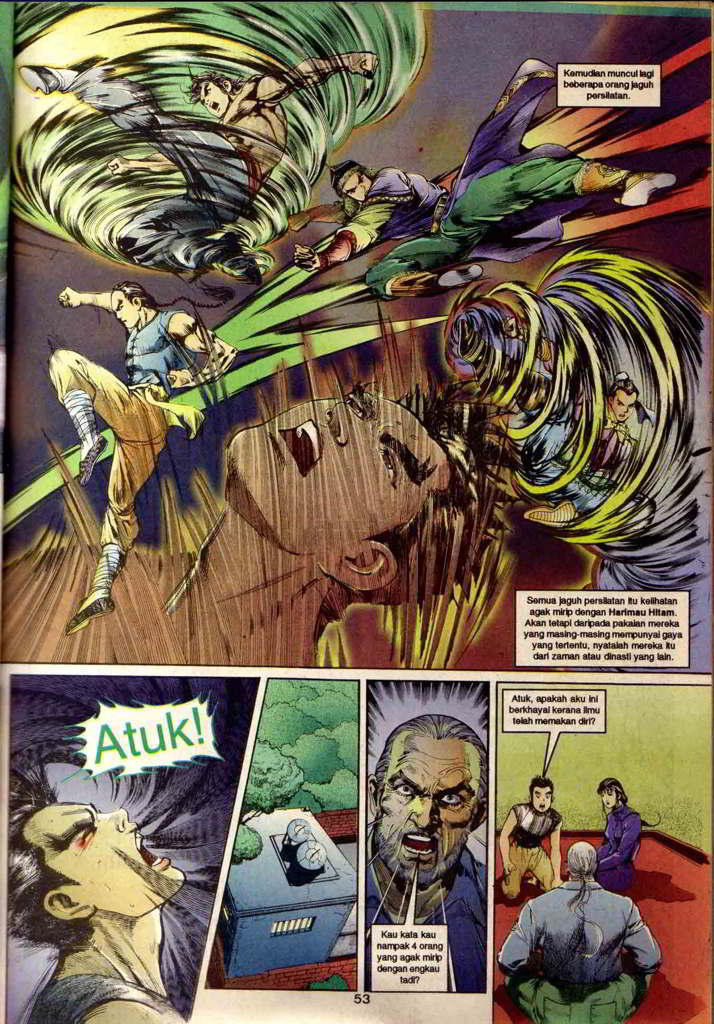 Kemudian muncul lagi
beberapa orang jaguh
persilatan.
Semua jaguh persilatan itu kelihatan
agak mirip dengan Harimau Hitam.
Akan tetapi daripada pakaian mereka
yang masing-masing mempunyai gaya
yang tertentu, nyatalah mereka itu
dari zaman atau dinasti yang lain.
Atuk!
Kau kata kau
nampak 4 orang
yang agak mirip
dengan engkau
tadi?
Atuk, apakah aku ini
berkhayal kerana ilmu
telah memakan diri?
53